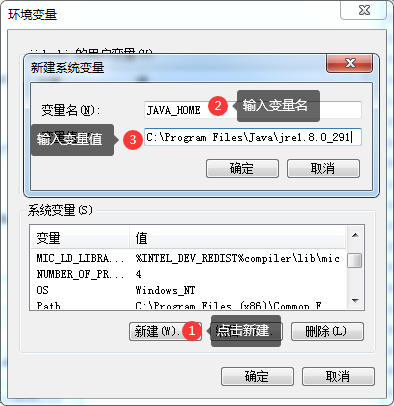 环境变量
的用户变量(U)
新建系统变量
变量名(N):
JAVA_HOME
2
输入变量名
输入变量值
3
C:\Program Files\Java\jre1.8.0_291
确定
取消
系统变量(S)
变量
值
MIC_LD_LIBRA...
%INTEL_DEV_REDIST%compiler\lib\mic
NUMBER_OF_PR...
4
OS
Windows_NT
Path
C:\Program Files (x86)\Common F
新建(W)...
1
点击新建
删除(L)
确定
取消